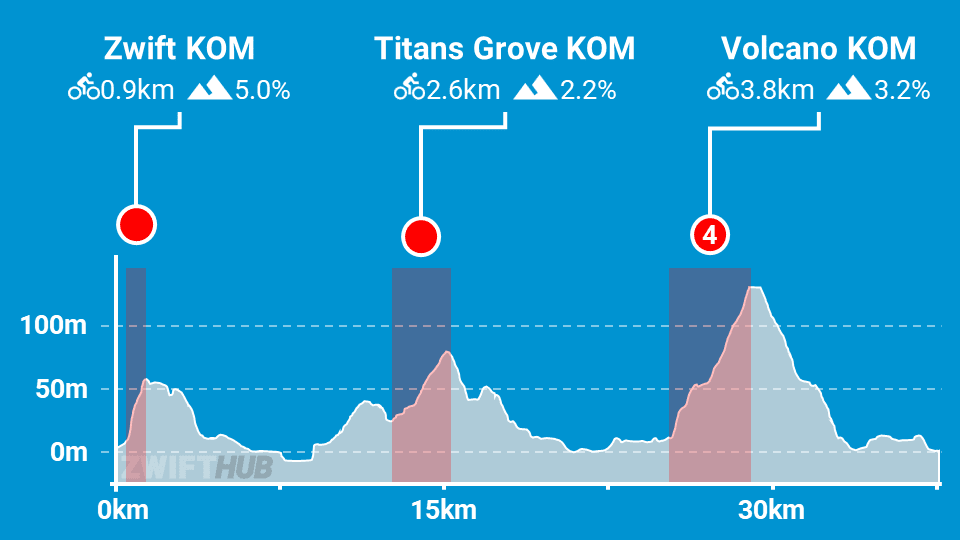 Zwift KOM
0.9km 5.0%
Titans Grove KOM
2.6km 2.2%
Volcano KOM
3.8km 3.2%
4
100m
50m
0m
ZWIFTHUB
0km 15km 30km